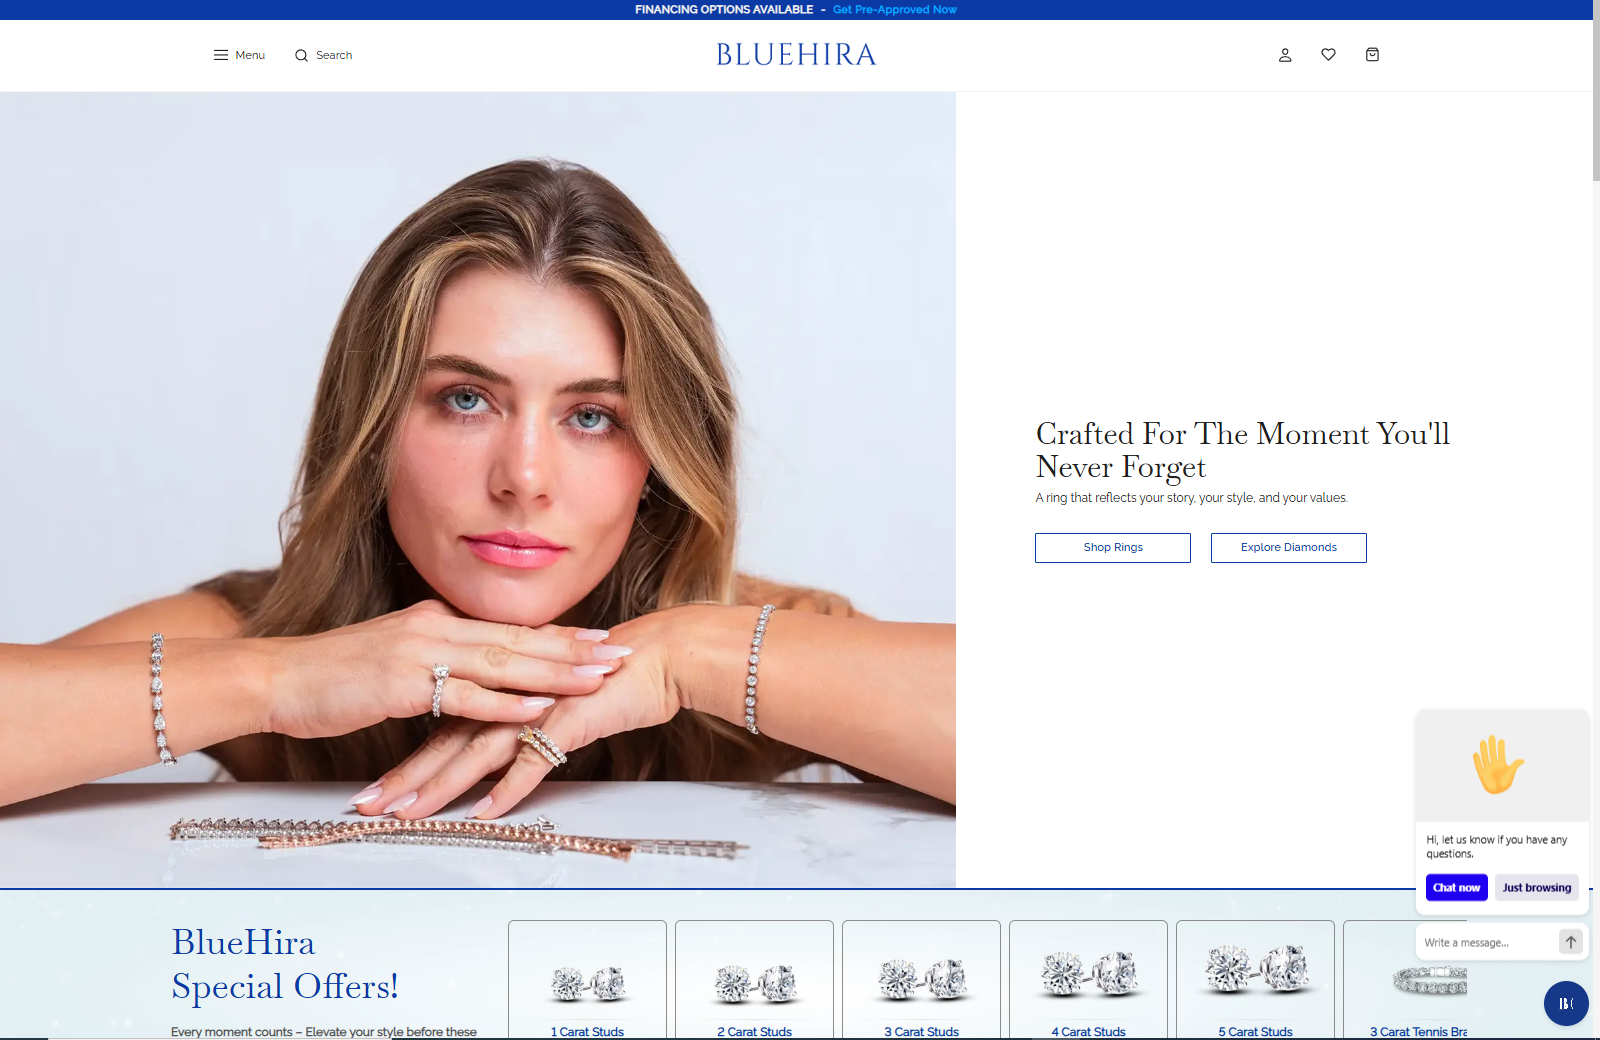 FINANCING OPTIONS AVAILABLE - Get Pre-Approved Now
Menu
Search
BLUEHIRA
Crafted For The Moment You'll
Never Forget
A ring that reflects your story, your style, and your values.
Shop Rings
Explore Diamonds
Hi, let us know if you have any
questions.
Chat now
Just browsing
Write a message...
BlueHira
Special Offers!
Every moment counts – Elevate your style before these
1 Carat Studs
2 Carat Studs
3 Carat Studs
4 Carat Studs
5 Carat Studs
3 Carat Tennis Bra